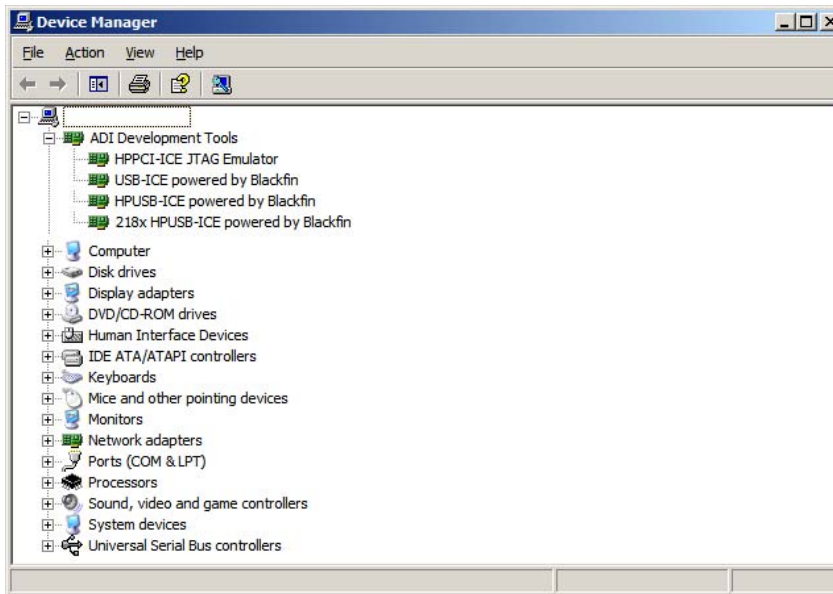 Device Manager
File Action View Help
ADI Development Tools
HPPCI-ICE JTAG Emulator
USB-ICE powered by Blackfin
HPUSB-ICE powered by Blackfin
218x HPUSB-ICE powered by Blackfin
Computer
Disk drives
Display adapters
DVD/CD-ROM drives
Human Interface Devices
IDE ATA/ATAPI controllers
Keyboards
Mice and other pointing devices
Monitors
Network adapters
Ports (COM & LPT)
Processors
Sound, video and game controllers
System devices
Universal Serial Bus controllers